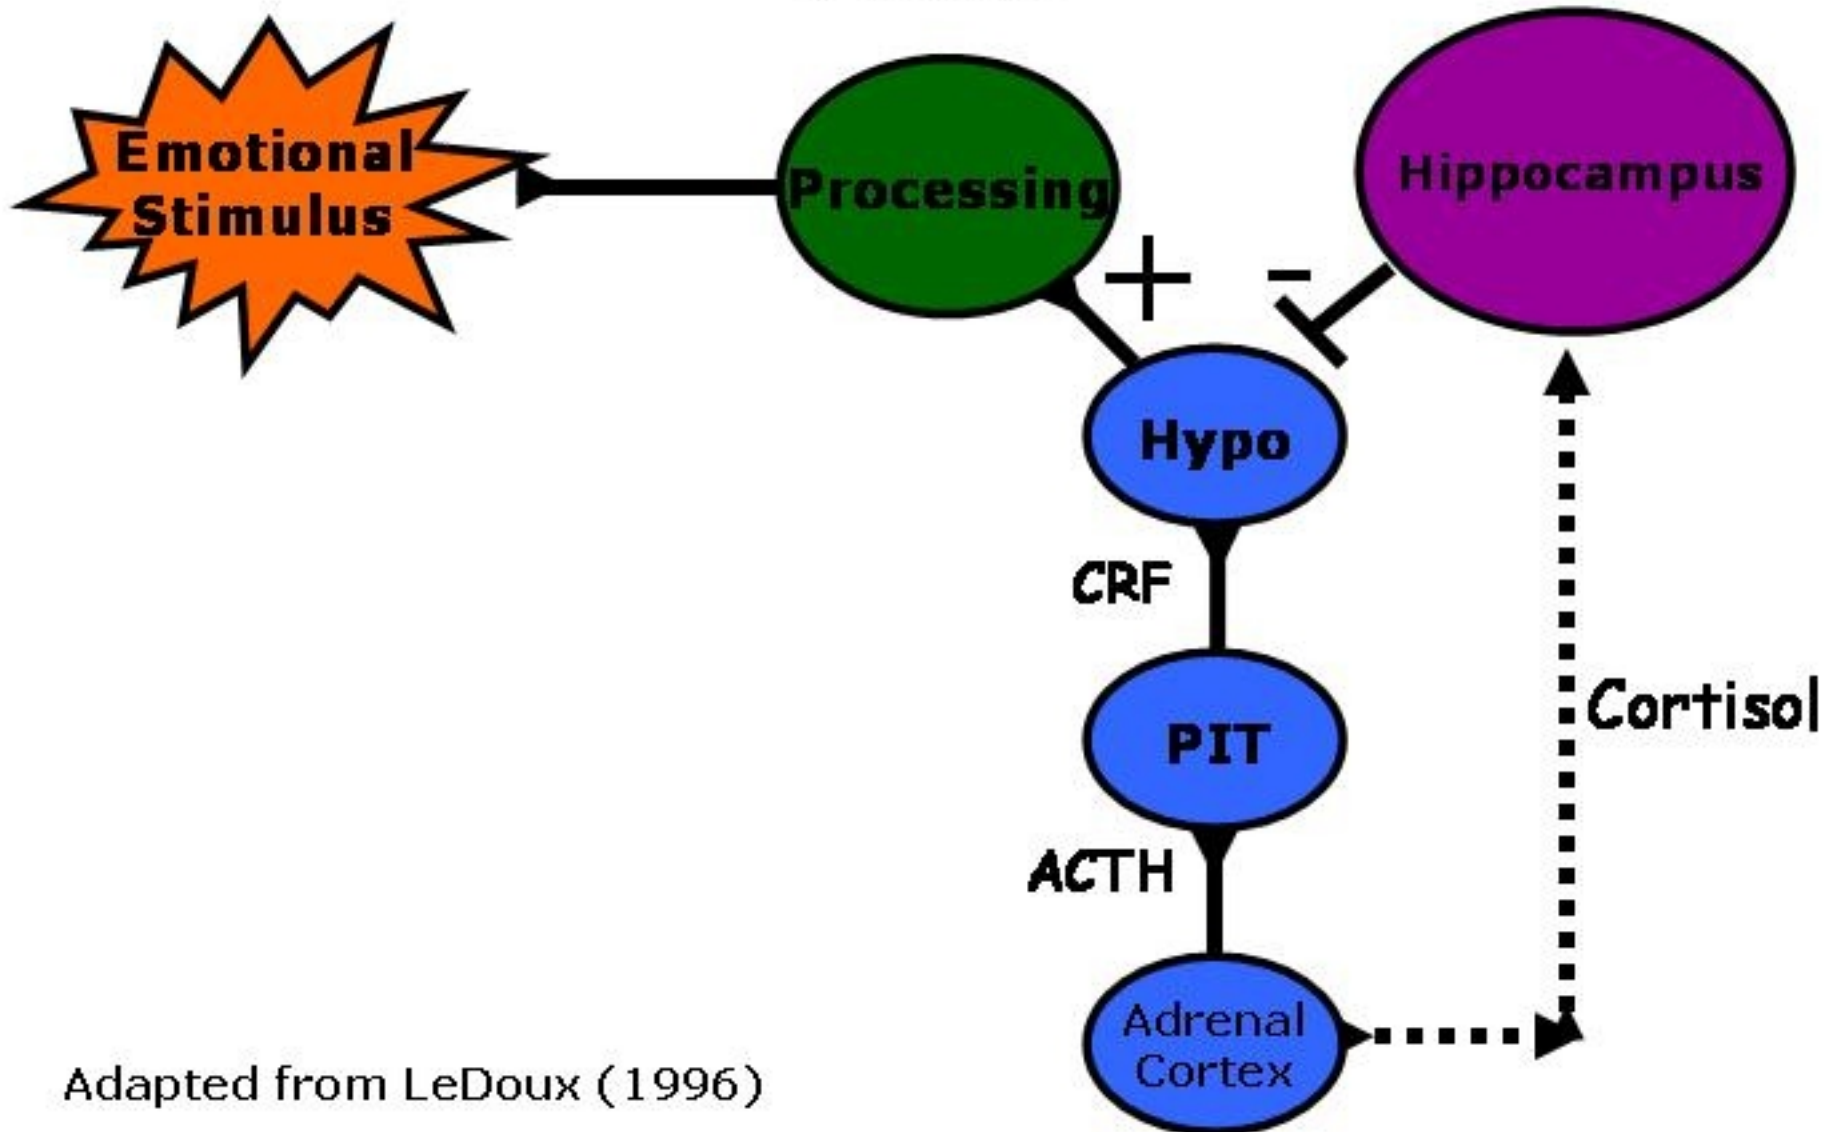 Emotional
Stimulus
Processing
Hippocampus
+
-
Hypo
CRF
PIT
Cortisol
ACTH
Adrenal
Cortex
Adapted from LeDoux (1996)